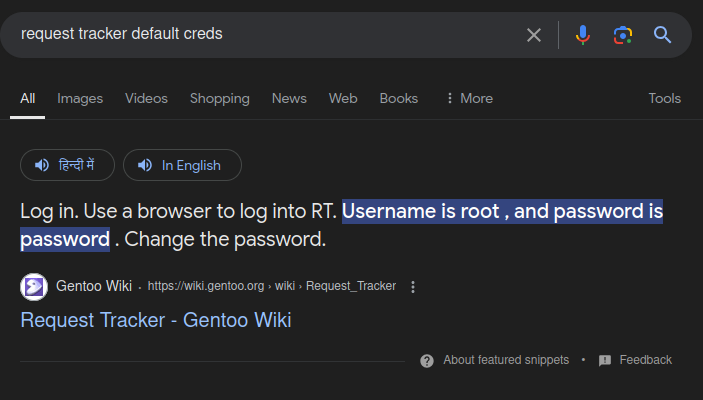 request tracker default creds
All Images Videos Shopping News Web Books More Tools
हिन्दी में In English
Log in. Use a browser to log into RT. Username is root , and password is
password . Change the password.
Gentoo Wiki · https://wiki.gentoo.org › wiki › Request_Tracker
Request Tracker - Gentoo Wiki
About featured snippets • Feedback